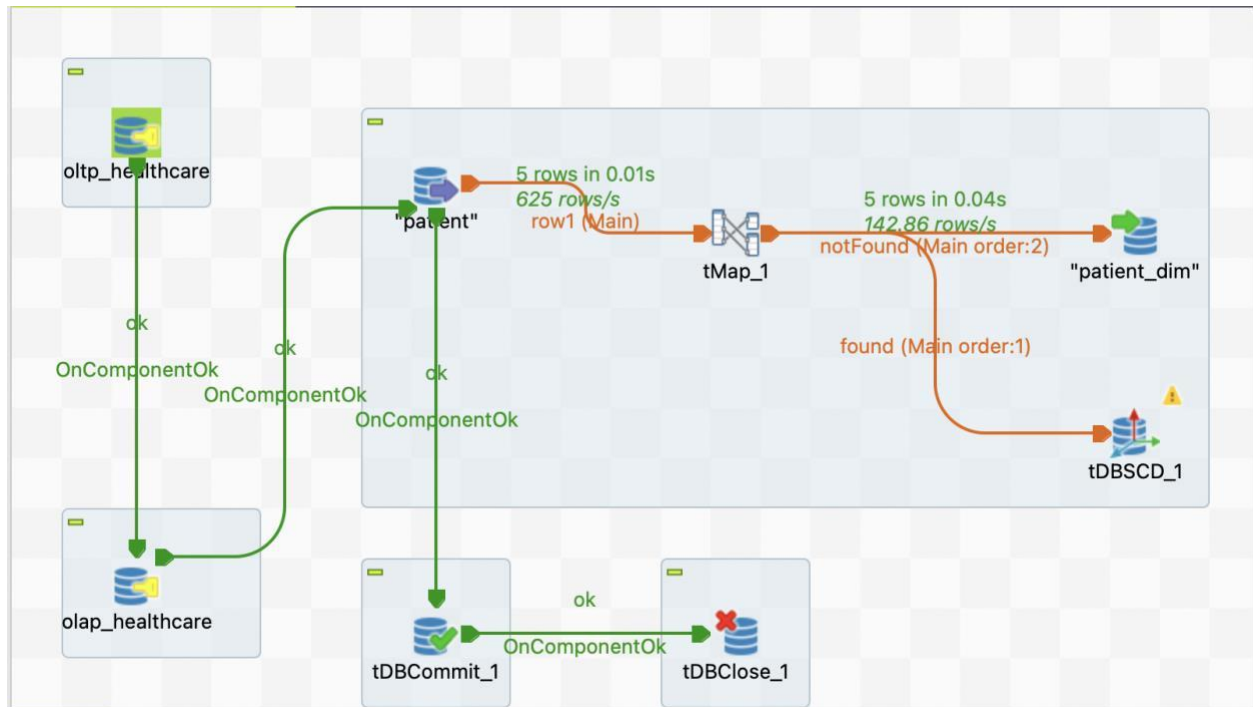 oltp_healthcare
5 rows in 0.01s
625 rows/s
"patient"
row1 (Main)
5 rows in 0.04s
142.86 rows/s
notFound (Main order:2)
tMap_1
"patient_dim"
ok
OnComponentOk
ok
OnComponentOk
found (Main order:1)
ok
OnComponentOk
tDBSCD_1
olap_healthcare
ok
OnComponentOk
tDBCommit_1
tDBClose_1